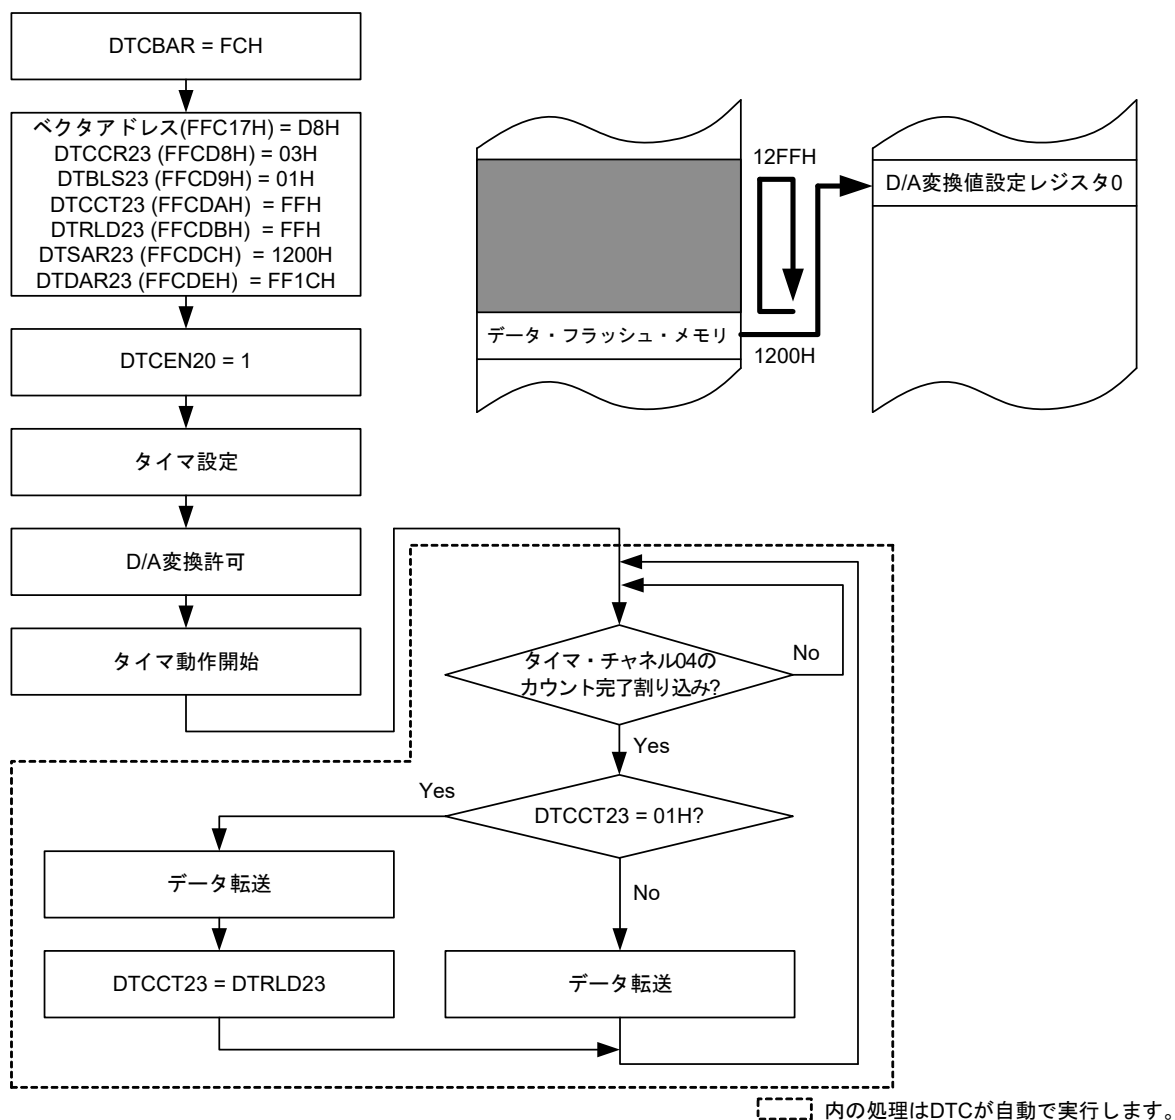 DTCBAR = FCH
ベクタアドレス(FFC17H) = D8H
DTCCR23 (FFCD8H) = 03H
DTBLS23 (FFCD9H) = 01H
DTCCT23 (FFCDAH) = FFH
DTRLD23 (FFCDBH) = FFH
DTSAR23 (FFCDCH) = 1200H
DTDAR23 (FFCDEH) = FF1CH
DTCEN20 = 1
タイマ設定
D/A変換許可
タイマ動作開始
12FFH
D/A変換値設定レジスタ0
データ・フラッシュ・メモリ
1200H
タイマ・チャネル04の
カウント完了割り込み?
No
Yes
DTCCT23 = 01H?
Yes
No
データ転送
DTCCT23 = DTRLD23
データ転送
内の処理はDTCが自動で実行します。